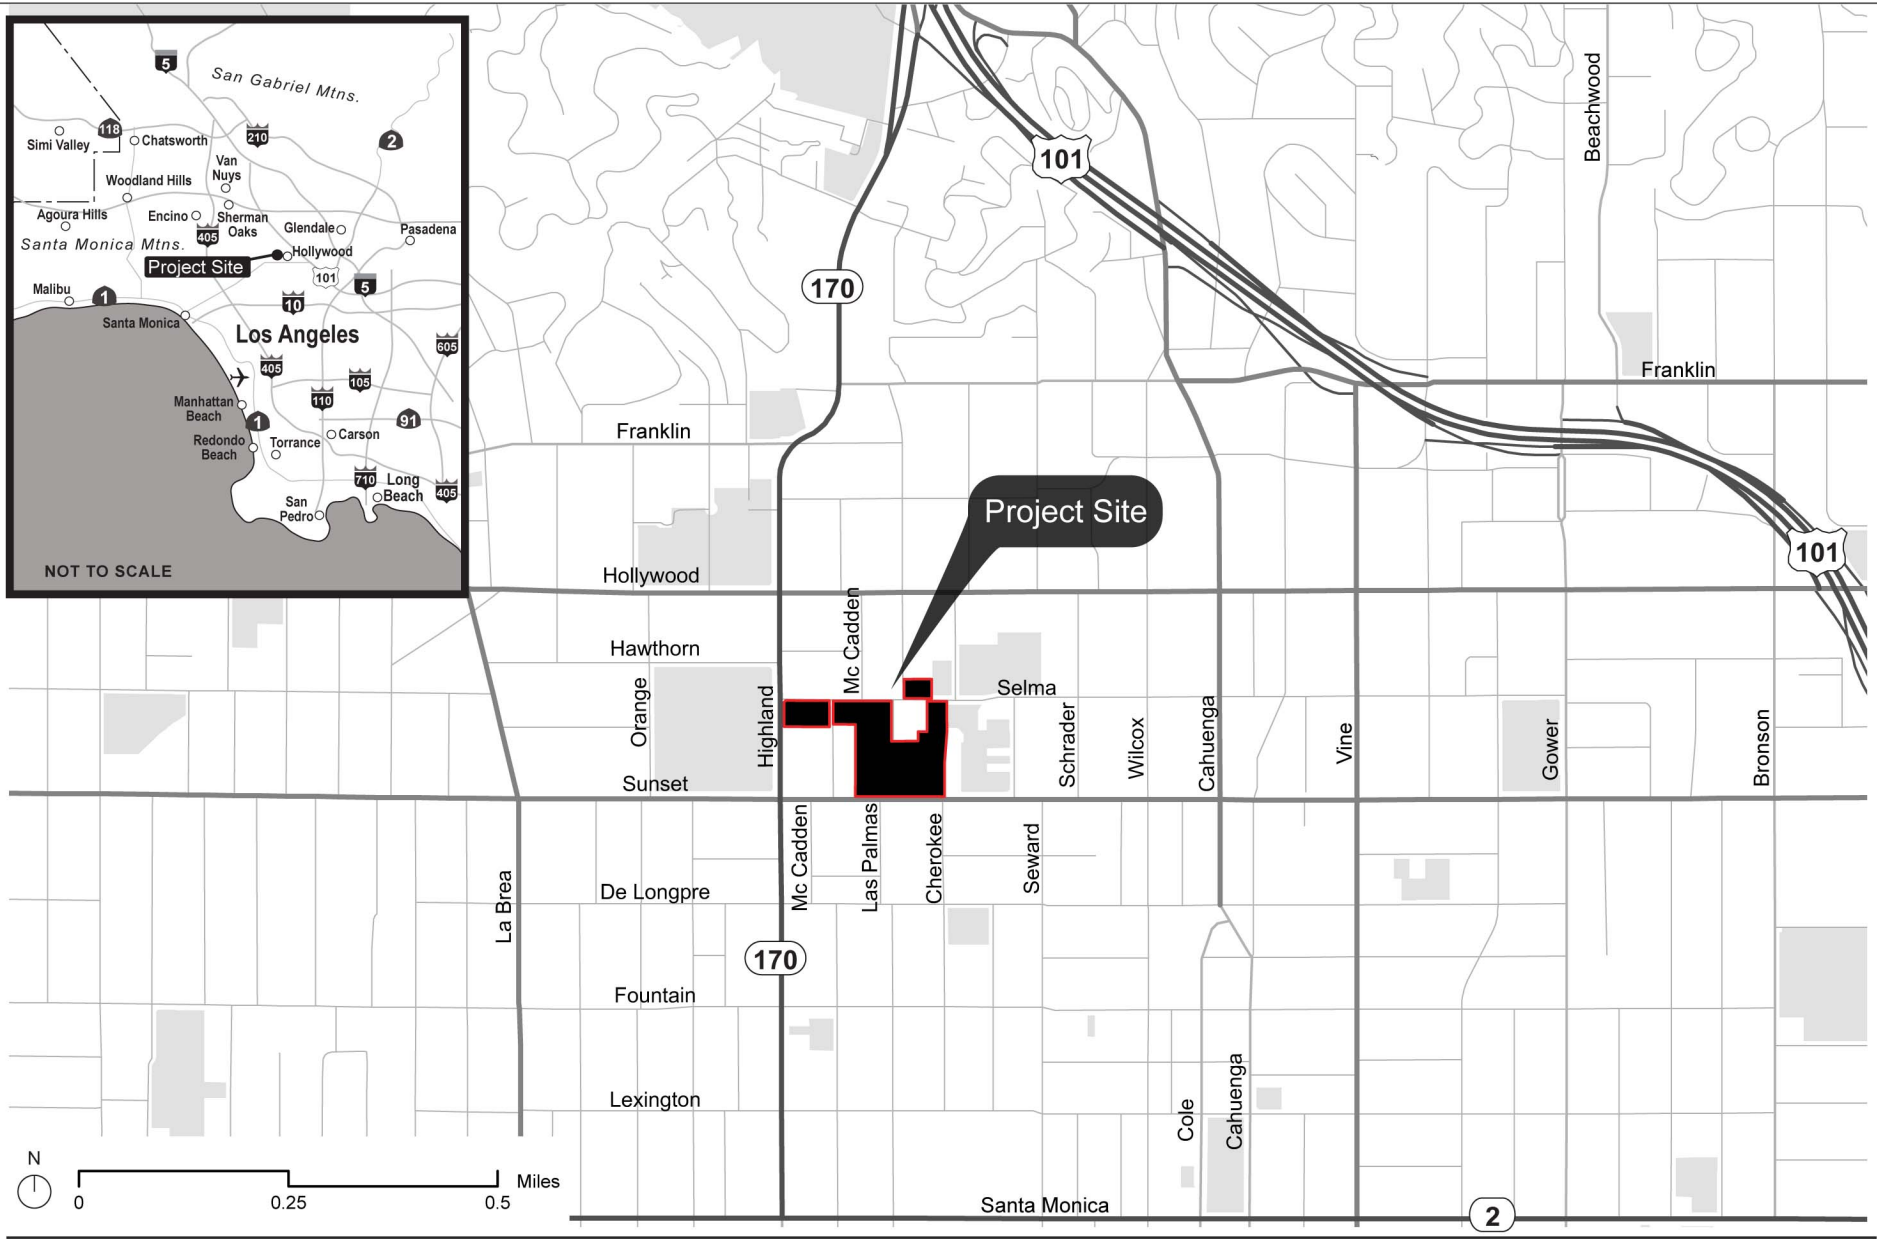 5
San Gabriel Mtns.
118
210
2
Simi Valley
Chatsworth
Van
Nuys
Woodland Hills
Agoura Hills
Encino
Sherman
Oaks
Glendale
Pasadena
405
Santa Monica Mtns.
Hollywood
Project Site
101
5
Malibu
1
10
Santa Monica
Los Angeles
605
405
105
110
Manhattan
Beach
1
91
Redondo
Beach
Torrance
Carson
710
Long
Beach
405
San
Pedro
NOT TO SCALE
101
Beachwood
170
Franklin
Franklin
Project Site
101
Hollywood
Mc Cadden
Hawthorn
Selma
Orange
Highland
Schrader
Wilcox
Cahuenga
Vine
Gower
Bronson
Sunset
Mc Cadden
Las Palmas
Cherokee
Seward
La Brea
De Longpre
170
Fountain
Lexington
Cole
Cahuenga
N
0
0.25
0.5
Miles
Santa Monica
2